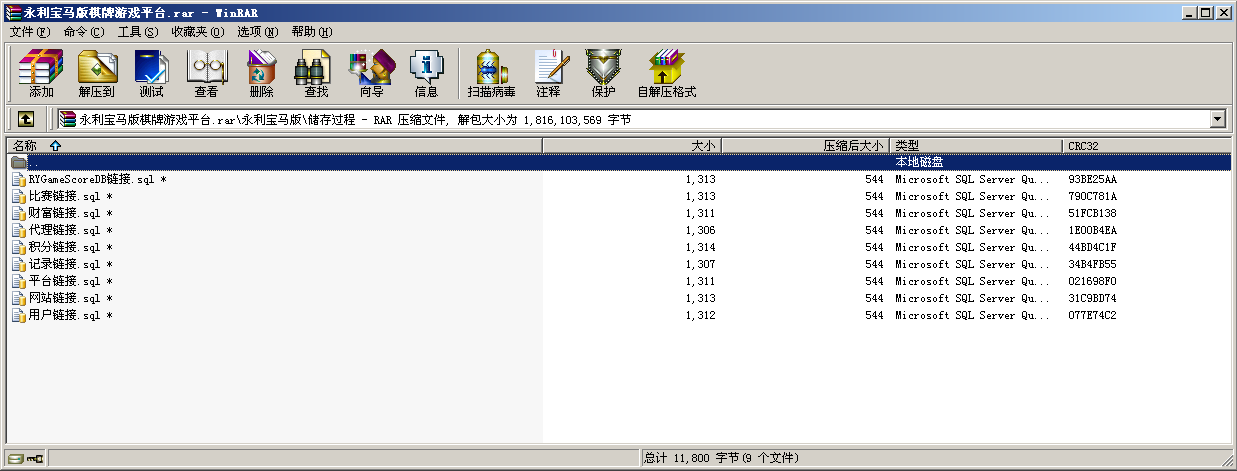 永利宝马版棋牌游戏平台.rar - WinRAR
文件(F) 命令(C) 工具(S) 收藏夹(O) 选项(N) 帮助(H)
添加 解压到 测试 查看 删除 查找 向导 信息 扫描病毒 注释 保护 自解压格式
永利宝马版棋牌游戏平台.rar\永利宝马版\储存过程 - RAR 压缩文件, 解包大小为 1,816,103,569 字节
名称 大小 压缩后大小 类型 CRC32
.. 本地磁盘
RYGameScoreDB链接.sql * 1,313 544 Microsoft SQL Server Qu... 93BE25AA
比赛链接.sql * 1,313 544 Microsoft SQL Server Qu... 790C781A
财富链接.sql * 1,311 544 Microsoft SQL Server Qu... 51FCB138
代理链接.sql * 1,306 544 Microsoft SQL Server Qu... 1E00B4EA
积分链接.sql * 1,314 544 Microsoft SQL Server Qu... 44BD4C1F
记录链接.sql * 1,307 544 Microsoft SQL Server Qu... 34B4FB55
平台链接.sql * 1,311 544 Microsoft SQL Server Qu... 021698F0
网站链接.sql * 1,313 544 Microsoft SQL Server Qu... 31C9BD74
用户链接.sql * 1,312 544 Microsoft SQL Server Qu... 077E74C2
总计 11,800 字节(9 个文件)